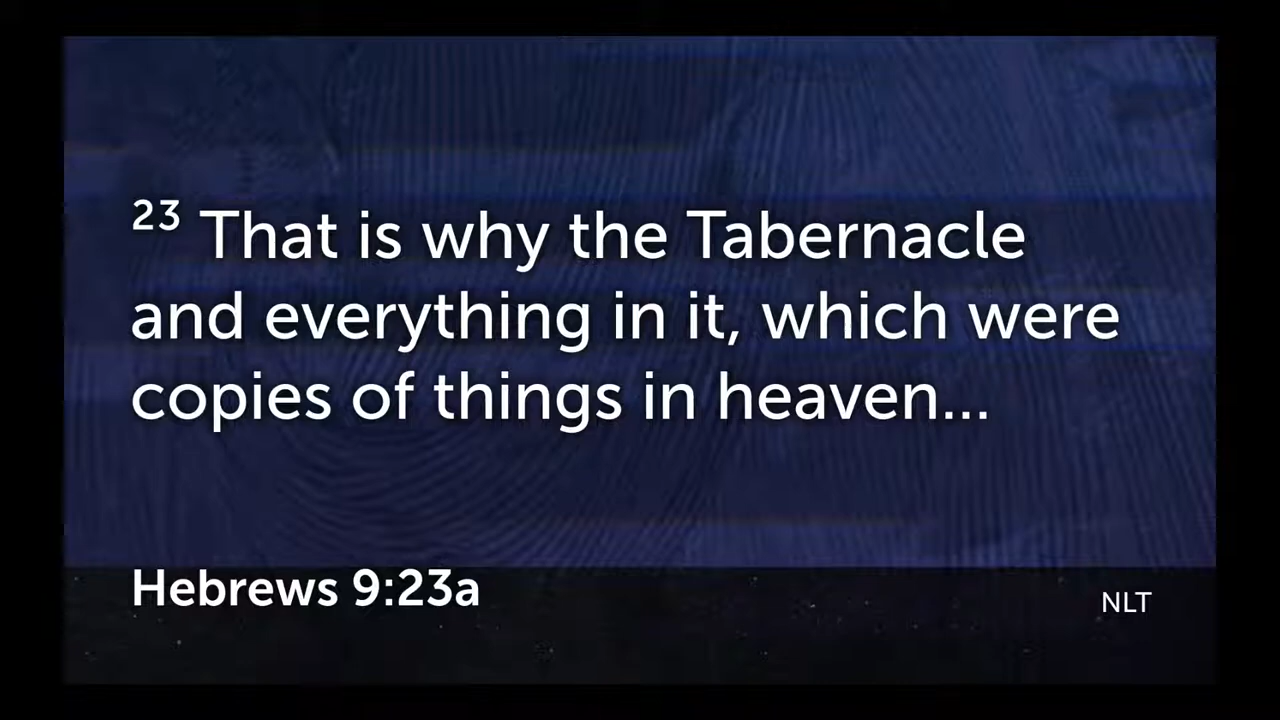 23 That is why the Tabernacle
and everything in it, which were
copies of things in heaven...
Hebrews 9:23a
NLT